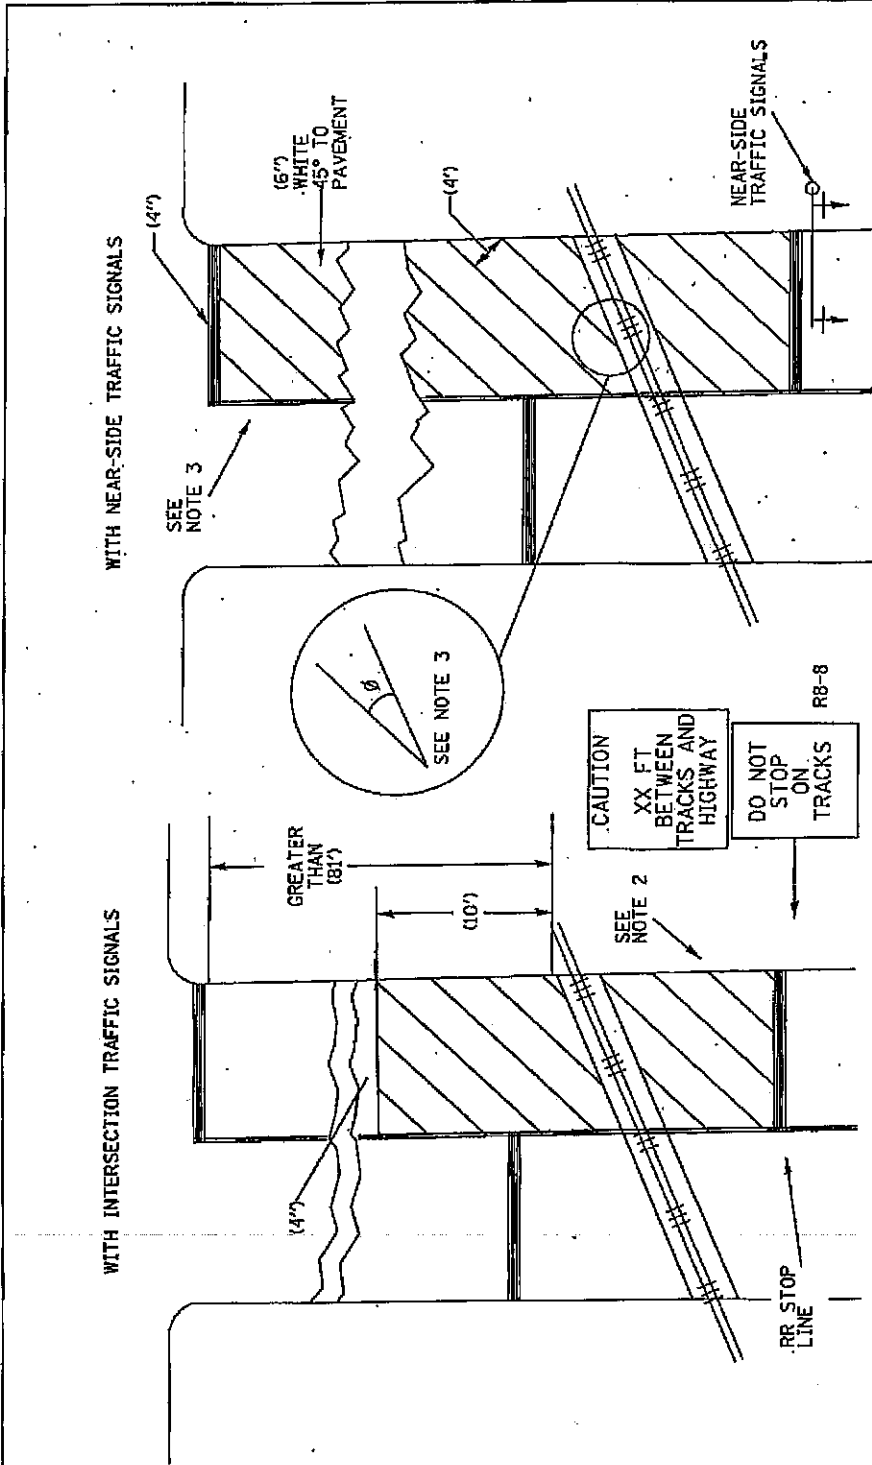 WITH INTERSECTION TRAFFIC SIGNALS
(4")
GREATER
THAN
(81')
(10')
SEE
NOTE 2
RR STOP
LINE
CAUTION
XX FT
BETWEEN
TRACKS AND
HIGHWAY
DO NOT
STOP
ON
TRACKS
R8-8
WITH NEAR-SIDE TRAFFIC SIGNALS
SEE
NOTE 3
(4")
(6")
WHITE
45° TO
PAVEMENT
(4')
Ø
SEE NOTE 3
NEAR-SIDE
TRAFFIC SIGNALS